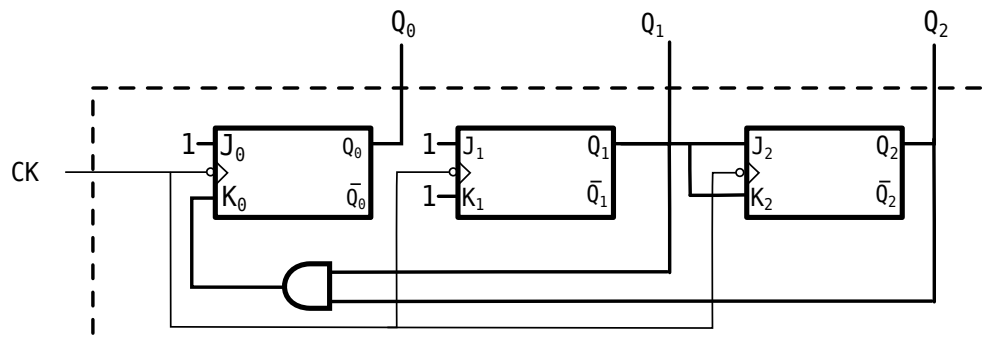 Q₀ Q₁ Q₂
1 J₀ Q₀ 1 J₁ Q₁ J₂ Q₂
CK
K₀ Q̄₀ 1 K₁ Q̄₁ K₂ Q̄₂